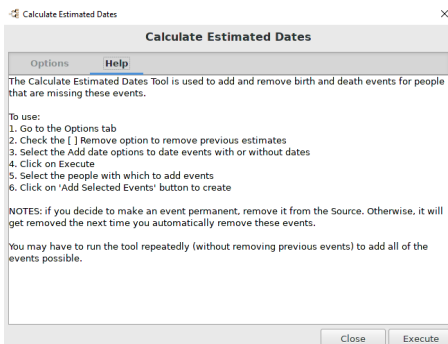 Calculate Estimated Dates
Calculate Estimated Dates
Options Help
The Calculate Estimated Dates Tool is used to add and remove birth and death events for people
that are missing these events.
To use:
1. Go to the Options tab
2. Check the [ ] Remove option to remove previous estimates
3. Select the Add date options to date events with or without dates
4. Click on Execute
5. Select the people with which to add events
6. Click on 'Add Selected Events' button to create
NOTES: if you decide to make an event permanent, remove it from the Source. Otherwise, it will
get removed the next time you automatically remove these events.
You may have to run the tool repeatedly (without removing previous events) to add all of the
events possible.
Close Execute